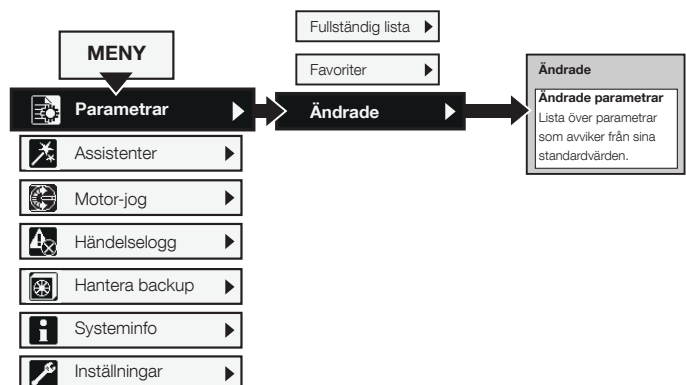 MENY
Parametrar
Assistenter
Motor-jog
Händelselogg
Hantera backup
Systeminfo
Inställningar
Fullständig lista
Favoriter
Ändrade
Ändrade
Ändrade parametrar
Lista över parametrar
som avviker från sina
standardvärden.